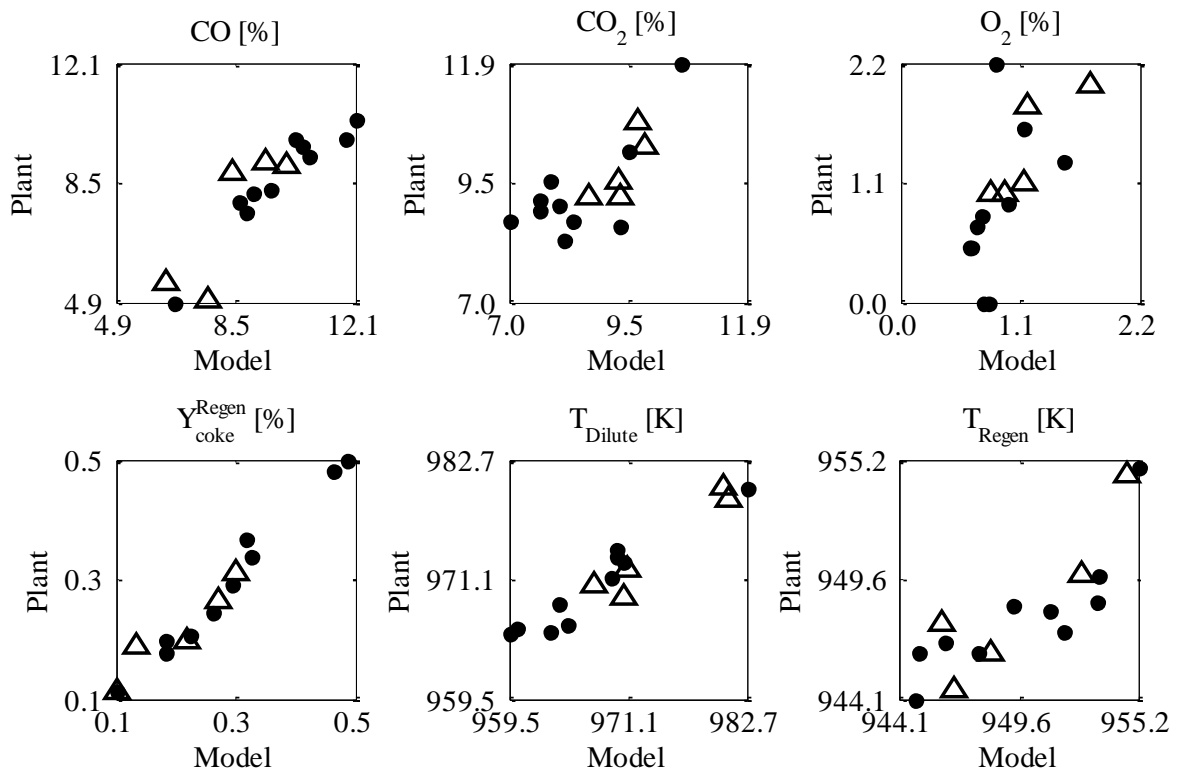 CO [%]
12.1
8.5
4.9
Plant
4.9 8.5 12.1
Model
CO2 [%]
11.9
9.5
7.0
Plant
7.0 9.5 11.9
Model
O2 [%]
2.2
1.1
0.0
Plant
0.0 1.1 2.2
Model
Y Regen coke [%]
0.5
0.3
0.1
Plant
0.1 0.3 0.5
Model
TDilute [K]
982.7
971.1
959.5
Plant
959.5 971.1 982.7
Model
TRegen [K]
955.2
949.6
944.1
Plant
944.1 949.6 955.2
Model